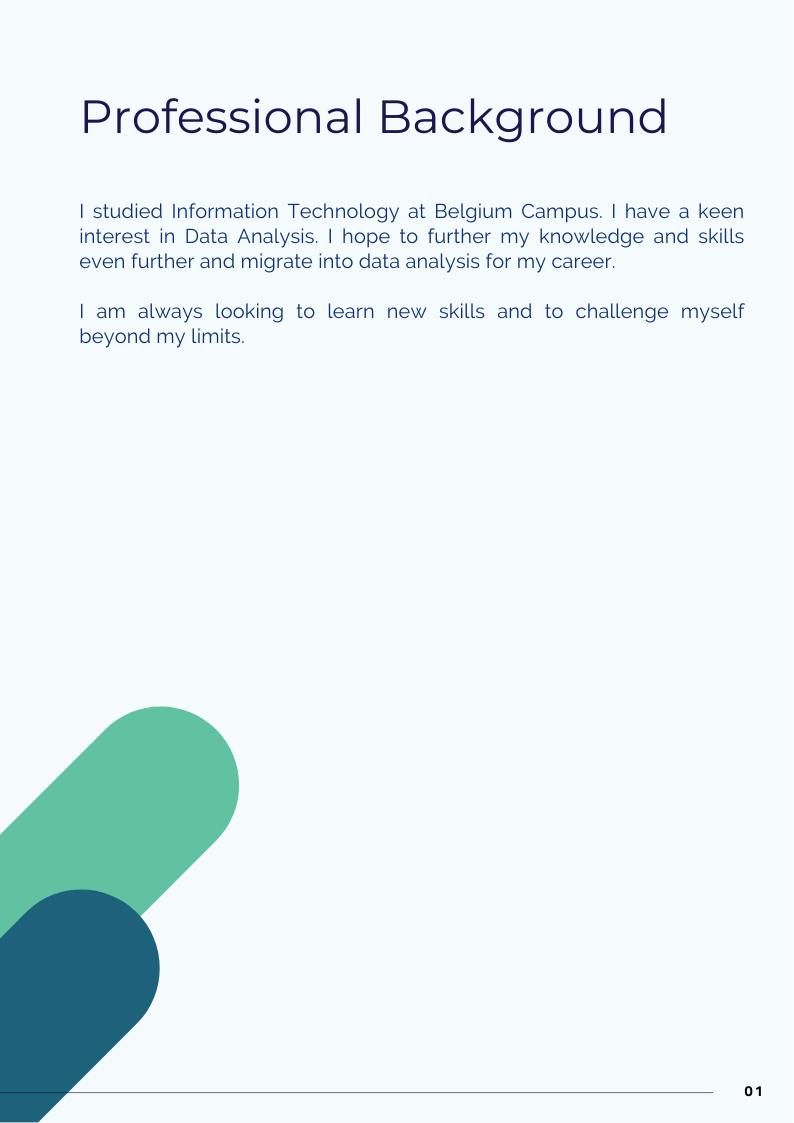 Professional Background
I studied Information Technology at Belgium Campus. I have a keen
interest in Data Analysis. I hope to further my knowledge and skills
even further and migrate into data analysis for my career.
I am always looking to learn new skills and to challenge myself
beyond my limits.
01